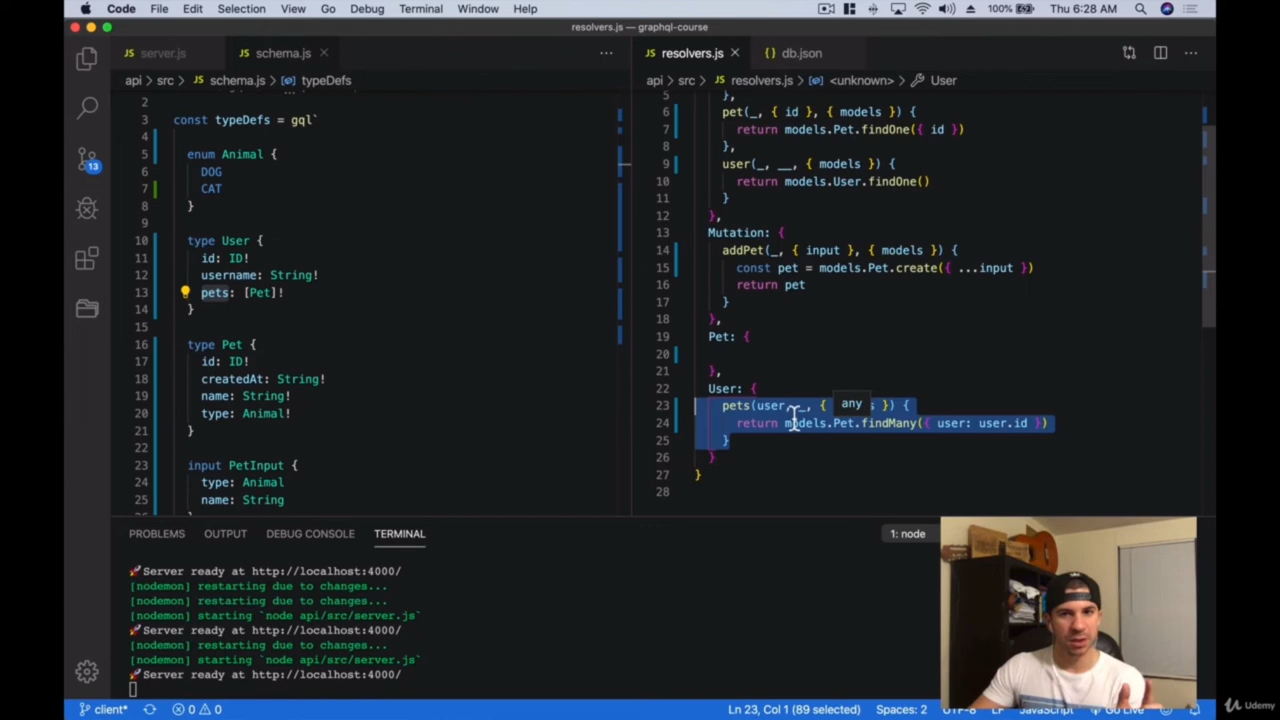 Code File Edit Selection View Go Debug Terminal Window Help 100% Thu 6:28 AM
resolvers.js — graphql-course
JS server.js JS schema.js
api > src > JS schema.js > typeDefs
2
3 const typeDefs = gql`
4
5 enum Animal {
6 DOG
7 CAT
8 }
9
10 type User {
11 id: ID!
12 username: String!
13 pets: [Pet]!
14 }
15
16 type Pet {
17 id: ID!
18 createdAt: String!
19 name: String!
20 type: Animal!
21 }
22
23 input PetInput {
24 type: Animal
25 name: String
JS resolvers.js {} db.json
api > src > JS resolvers.js > <unknown> > User
5 },
6 pet(_, { id }, { models }) {
7 return models.Pet.findOne({ id })
8 },
9 user(_, __, { models }) {
10 return models.User.findOne()
11 }
12 },
13 Mutation: {
14 addPet(_, { input }, { models }) {
15 const pet = models.Pet.create({ ...input })
16 return pet
17 }
18 },
19 Pet: {
20
21 },
22 User: {
any
23 pets(user, _, { s }) {
24 return models.Pet.findMany({ user: user.id })
25 }
26 }
27 }
28
PROBLEMS OUTPUT DEBUG CONSOLE TERMINAL 1: node
🚀Server ready at http://localhost:4000/
[nodemon] restarting due to changes...
[nodemon] restarting due to changes...
[nodemon] starting `node api/src/server.js`
🚀Server ready at http://localhost:4000/
[nodemon] restarting due to changes...
[nodemon] starting `node api/src/server.js`
🚀Server ready at http://localhost:4000/
13
client* 0 0 Ln 23, Col 1 (89 selected) Spaces: 2 UTF-8 LF JavaScript Go Live
Udemy